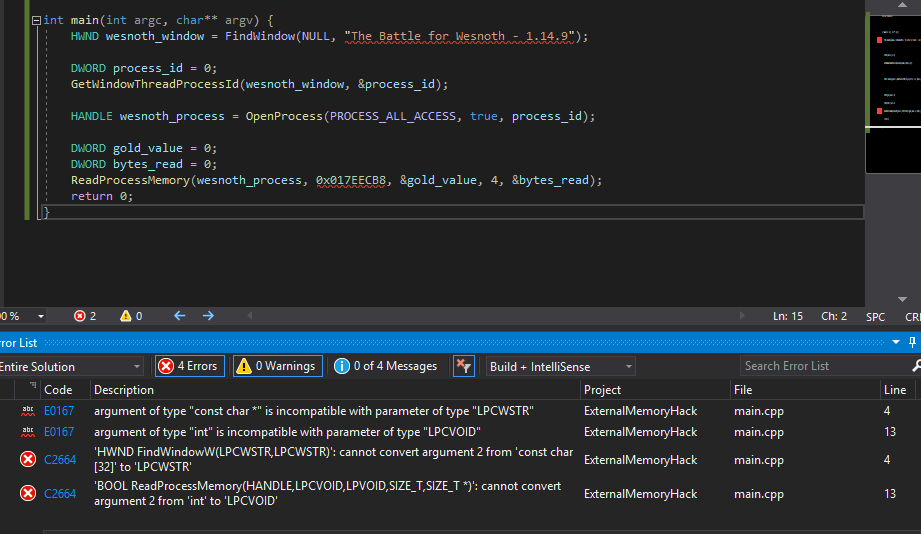 int main(int argc, char** argv) {
HWND wesnoth_window = FindWindow(NULL, "The Battle for Wesnoth - 1.14.9");
DWORD process_id = 0;
GetWindowThreadProcessId(wesnoth_window, &process_id);
HANDLE wesnoth_process = OpenProcess(PROCESS_ALL_ACCESS, true, process_id);
DWORD gold_value = 0;
DWORD bytes_read = 0;
ReadProcessMemory(wesnoth_process, 0x017EECB8, &gold_value, 4, &bytes_read);
return 0;
}
00 % 2 0 Ln: 15 Ch: 2 SPC CR
rror List
Entire Solution 4 Errors 0 Warnings 0 of 4 Messages Build + IntelliSense Search Error List
Code Description Project File Line
abc E0167 argument of type "const char *" is incompatible with parameter of type "LPCWSTR" ExternalMemoryHack main.cpp 4
abc E0167 argument of type "int" is incompatible with parameter of type "LPCVOID" ExternalMemoryHack main.cpp 13
C2664 'HWND FindWindowW(LPCWSTR,LPCWSTR)': cannot convert argument 2 from 'const char ExternalMemoryHack main.cpp 4
[32]' to 'LPCWSTR'
C2664 'BOOL ReadProcessMemory(HANDLE,LPCVOID,LPVOID,SIZE_T,SIZE_T *)': cannot convert ExternalMemoryHack main.cpp 13
argument 2 from 'int' to 'LPCVOID'